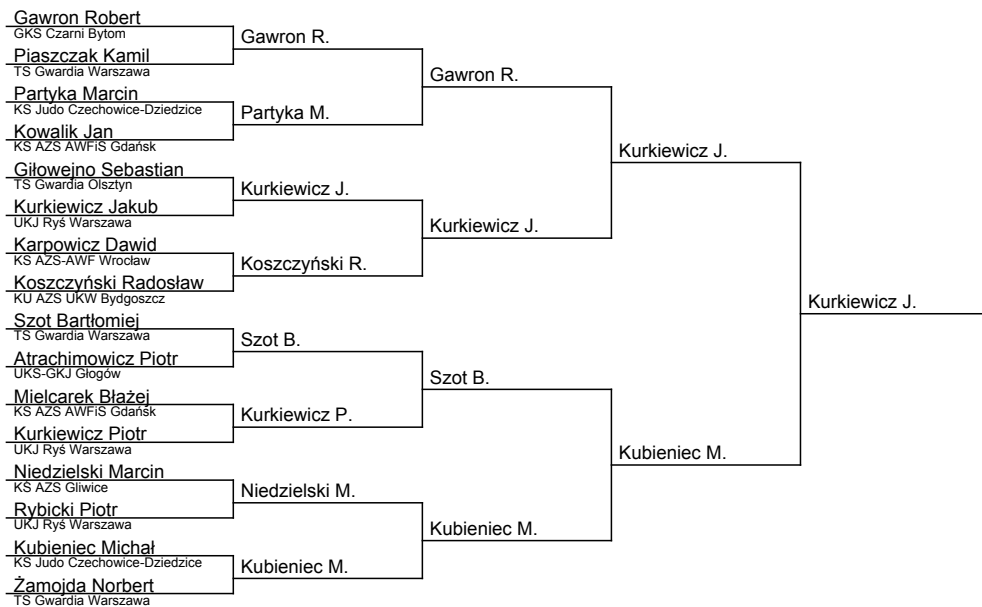 Gawron Robert
GKS Czarni Bytom
Piaszczak Kamil
TS Gwardia Warszawa
Partyka Marcin
KS Judo Czechowice-Dziedzice
Kowalik Jan
KS AZS AWFiS Gdańsk
Giłowejno Sebastian
TS Gwardia Olsztyn
Kurkiewicz Jakub
UKJ Ryś Warszawa
Karpowicz Dawid
KS AZS-AWF Wrocław
Koszczyński Radosław
KU AZS UKW Bydgoszcz
Szot Bartłomiej
TS Gwardia Warszawa
Atrachimowicz Piotr
UKS-GKJ Głogów
Mielcarek Błażej
KS AZS AWFiS Gdańsk
Kurkiewicz Piotr
UKJ Ryś Warszawa
Niedzielski Marcin
KS AZS Gliwice
Rybicki Piotr
UKJ Ryś Warszawa
Kubieniec Michał
KS Judo Czechowice-Dziedzice
Żamojda Norbert
TS Gwardia Warszawa
Gawron R.
Partyka M.
Kurkiewicz J.
Koszczyński R.
Szot B.
Kurkiewicz P.
Niedzielski M.
Kubieniec M.
Gawron R.
Kurkiewicz J.
Szot B.
Kubieniec M.
Kurkiewicz J.
Kubieniec M.
Kurkiewicz J.